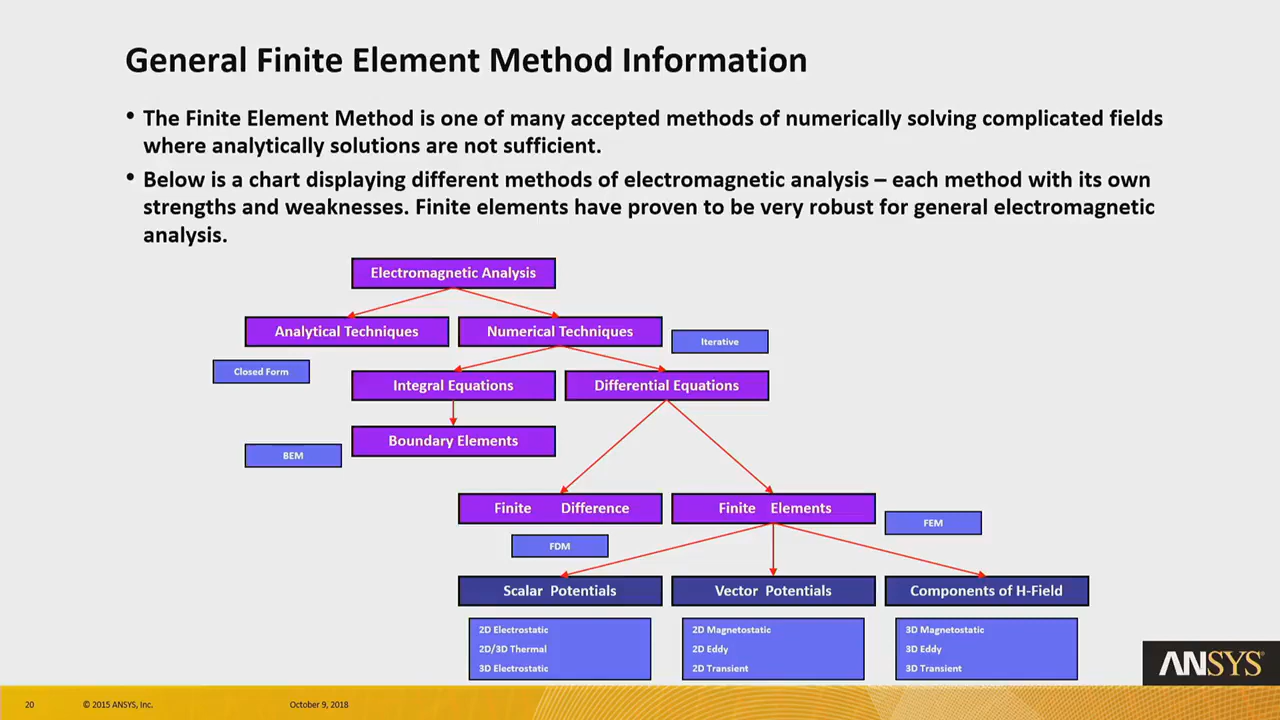 General Finite Element Method Information
• The Finite Element Method is one of many accepted methods of numerically solving complicated fields
where analytically solutions are not sufficient.
• Below is a chart displaying different methods of electromagnetic analysis – each method with its own
strengths and weaknesses. Finite elements have proven to be very robust for general electromagnetic
analysis.
Electromagnetic Analysis
Analytical Techniques
Numerical Techniques
Iterative
Closed Form
Integral Equations
Differential Equations
Boundary Elements
BEM
Finite Difference
Finite Elements
FEM
FDM
Scalar Potentials
Vector Potentials
Components of H-Field
2D Electrostatic
2D/3D Thermal
3D Electrostatic
2D Magnetostatic
2D Eddy
2D Transient
3D Magnetostatic
3D Eddy
3D Transient
ANSYS®
20
© 2015 ANSYS, Inc.
October 9, 2018